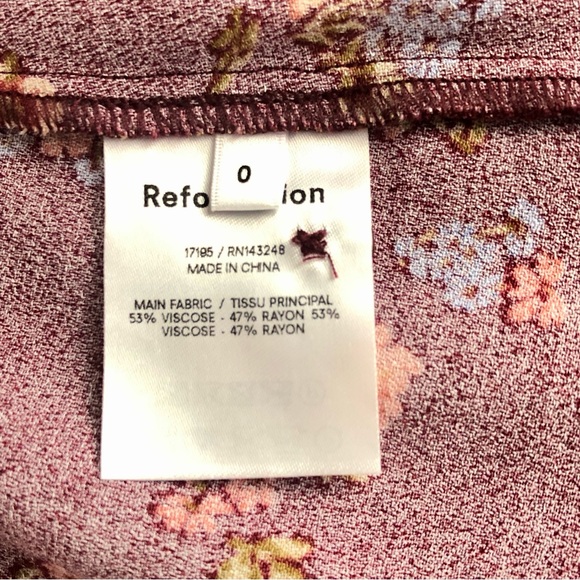 0
Refo ion
17195 / RN143248
MADE IN CHINA
MAIN FABRIC / TISSU PRINCIPAL
53% VISCOSE - 47% RAYON 53%
VISCOSE - 47% RAYON